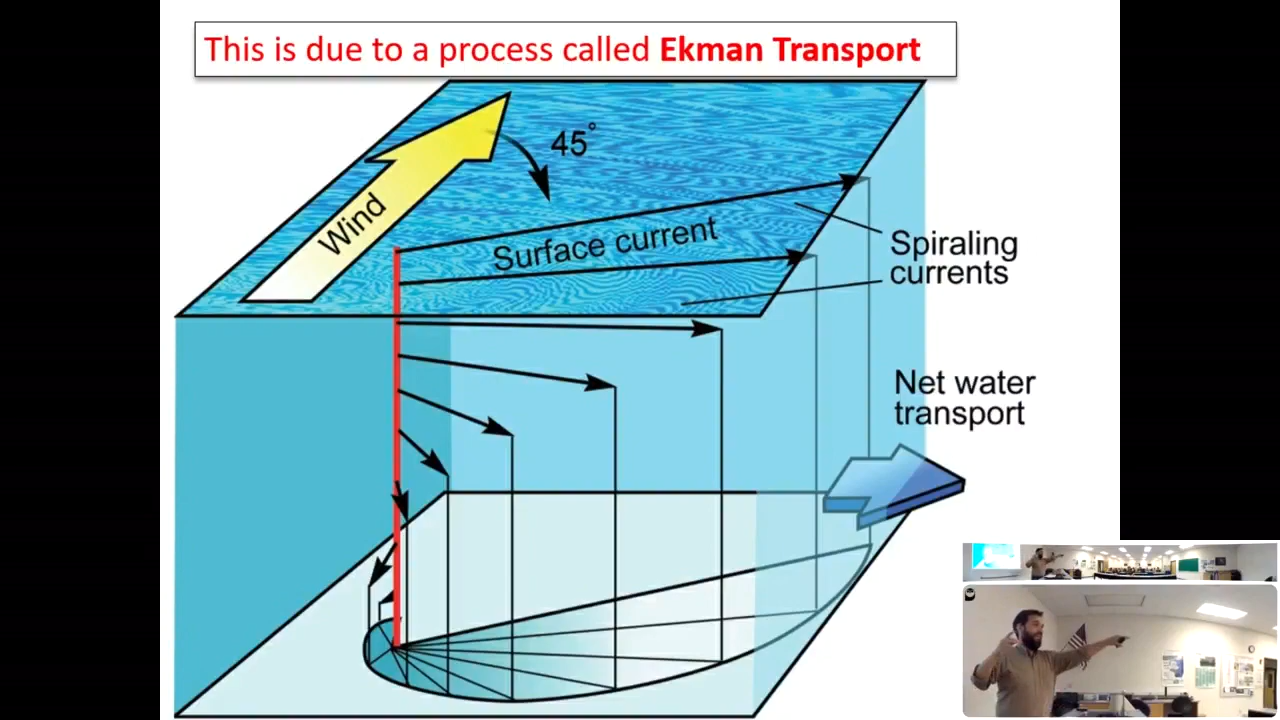 This is due to a process called Ekman Transport
45°
Wind
Surface current
Spiraling
currents
Net water
transport